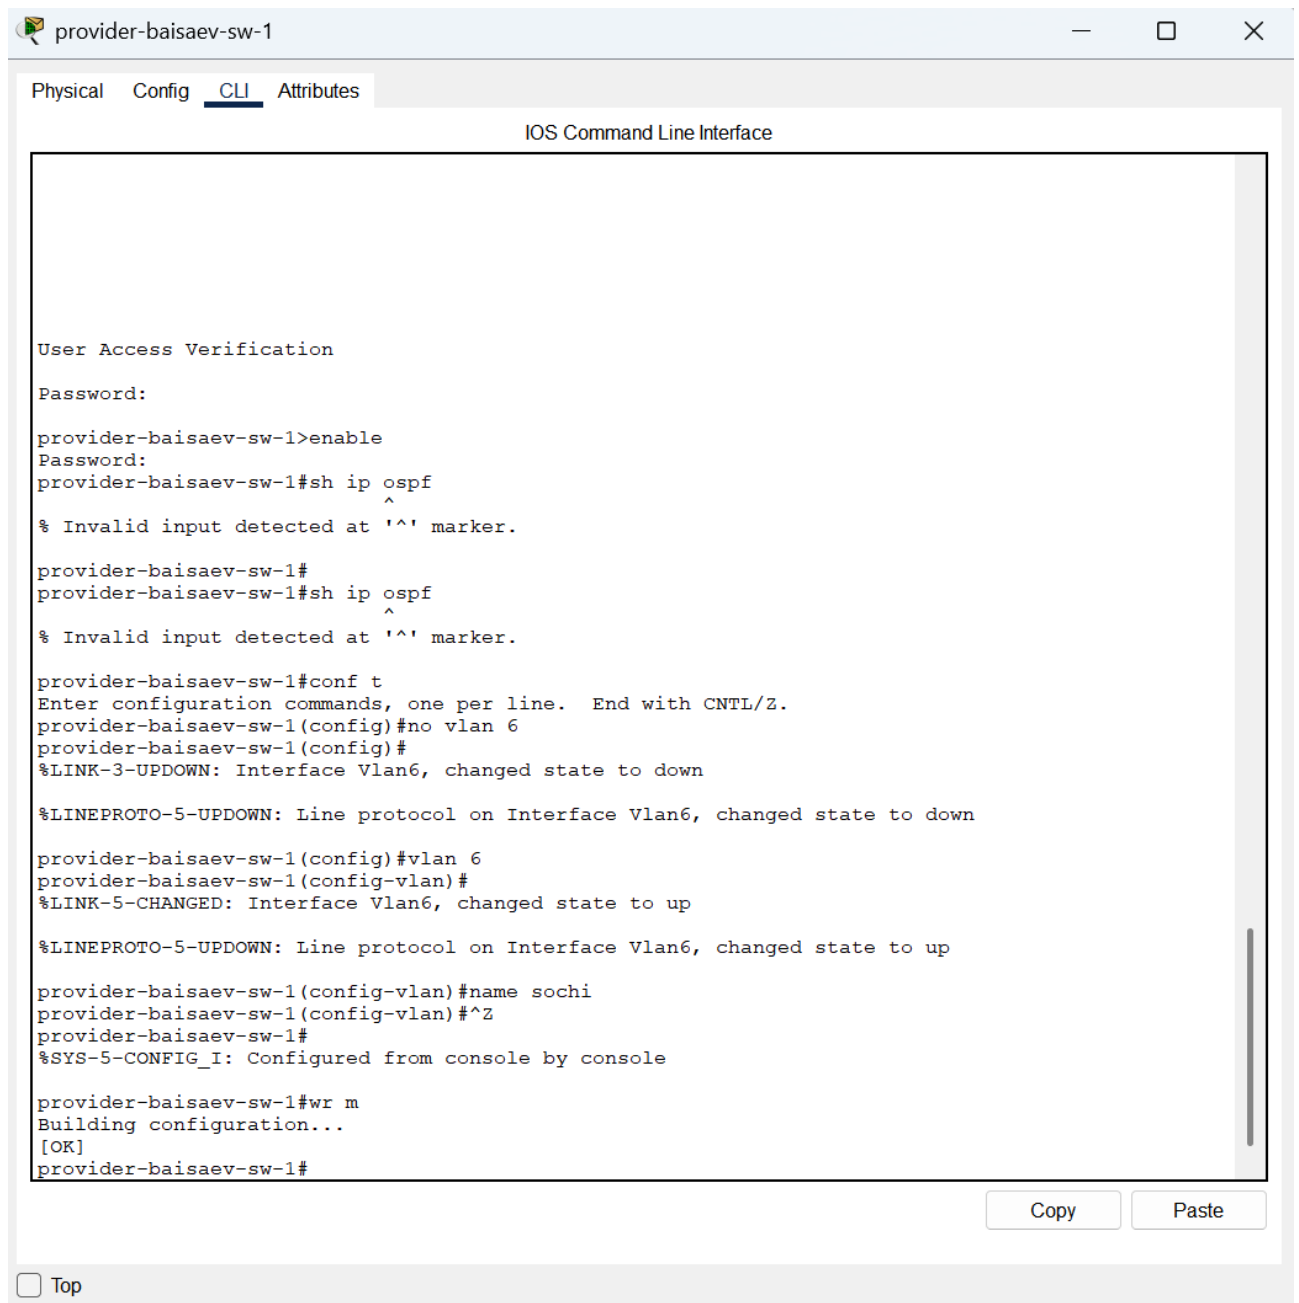 provider-baisaev-sw-1
Physical Config CLI Attributes
IOS Command Line Interface
User Access Verification
Password:
provider-baisaev-sw-1>enable
Password:
provider-baisaev-sw-1#sh ip ospf
^
% Invalid input detected at '^' marker.
provider-baisaev-sw-1#
provider-baisaev-sw-1#sh ip ospf
^
% Invalid input detected at '^' marker.
provider-baisaev-sw-1#conf t
Enter configuration commands, one per line.  End with CNTL/Z.
provider-baisaev-sw-1(config)#no vlan 6
provider-baisaev-sw-1(config)#
%LINK-3-UPDOWN: Interface Vlan6, changed state to down
%LINEPROTO-5-UPDOWN: Line protocol on Interface Vlan6, changed state to down
provider-baisaev-sw-1(config)#vlan 6
provider-baisaev-sw-1(config-vlan)#
%LINK-5-CHANGED: Interface Vlan6, changed state to up
%LINEPROTO-5-UPDOWN: Line protocol on Interface Vlan6, changed state to up
provider-baisaev-sw-1(config-vlan)#name sochi
provider-baisaev-sw-1(config-vlan)#^Z
provider-baisaev-sw-1#
%SYS-5-CONFIG_I: Configured from console by console
provider-baisaev-sw-1#wr m
Building configuration...
[OK]
provider-baisaev-sw-1#
Copy Paste
Top